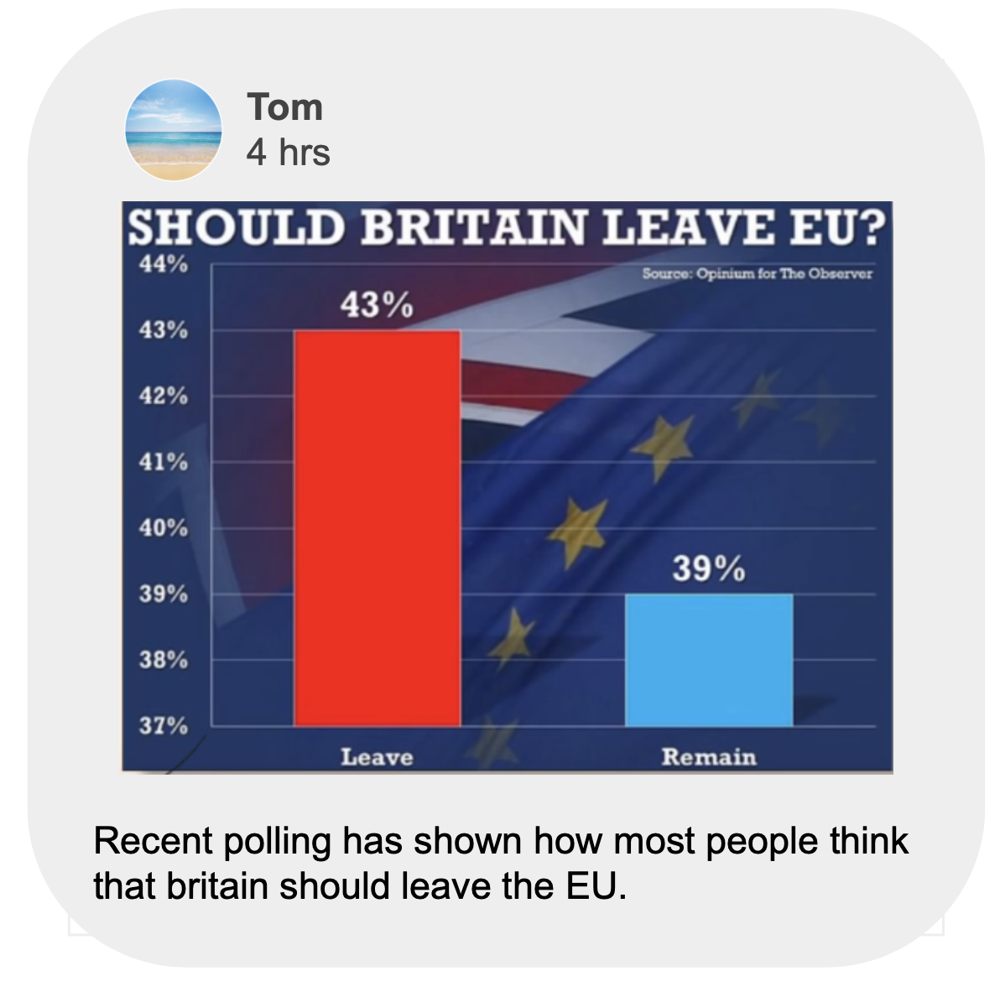 Tom
4 hrs
SHOULD BRITAIN LEAVE EU?
44%
Source: Opinium for The Observer
43%
43%
42%
41%
40%
39%
39%
38%
37%
Leave Remain
Recent polling has shown how most people think
that britain should leave the EU.